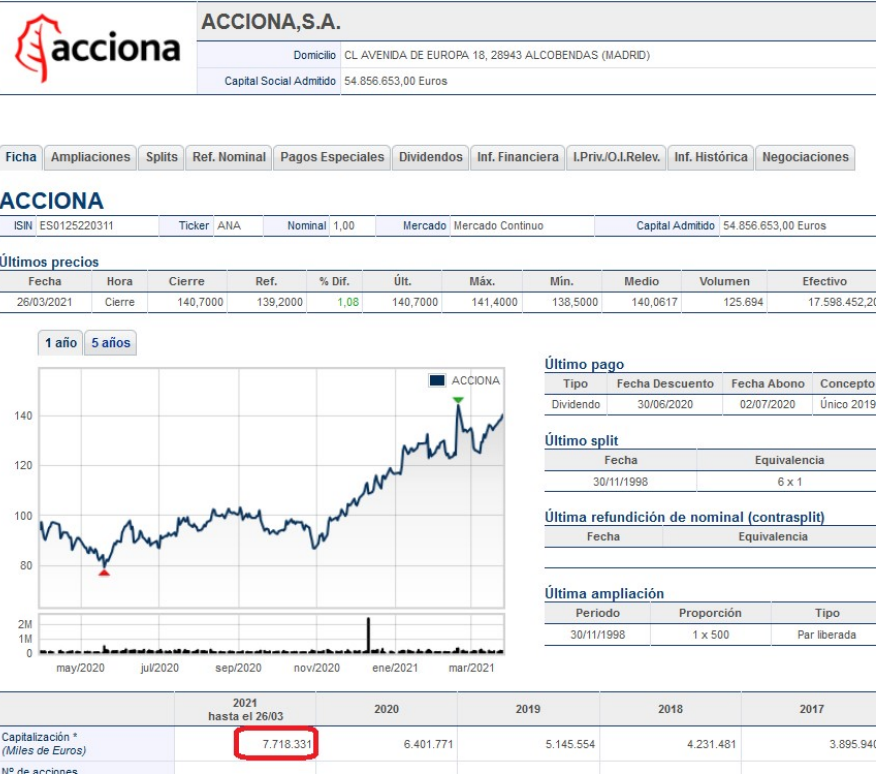 acciona
ACCIONA,S.A.
Domicilio CL AVENIDA DE EUROPA 18, 28943 ALCOBENDAS (MADRID)
Capital Social Admitido 54.856.653,00 Euros
Ficha Ampliaciones Splits Ref. Nominal Pagos Especiales Dividendos Inf. Financiera I.Priv./O.I.Relev. Inf. Histórica Negociaciones
ACCIONA
ISIN ES0125220311 Ticker ANA Nominal 1,00 Mercado Mercado Continuo Capital Admitido 54.856.653,00 Euros
Últimos precios
Fecha Hora Cierre Ref. % Dif. Últ. Máx. Mín. Medio Volumen Efectivo
26/03/2021 Cierre 140,7000 139,2000 1,08 140,7000 141,4000 138,5000 140,0617 125.694 17.598.452,20
1 año 5 años
ACCIONA
140
120
100
80
2M
1M
0
may/2020 jul/2020 sep/2020 nov/2020 ene/2021 mar/2021
Último pago
Tipo Fecha Descuento Fecha Abono Concepto
Dividendo 30/06/2020 02/07/2020 Único 2019
Último split
Fecha Equivalencia
30/11/1998 6 x 1
Última refundición de nominal (contrasplit)
Fecha Equivalencia
Última ampliación
Periodo Proporción Tipo
30/11/1998 1 x 500 Par liberada
2021
hasta el 26/03 2020 2019 2018 2017
Capitalización *
(Miles de Euros) 7.718.331 6.401.771 5.145.554 4.231.481 3.895.940
Nº de acciones